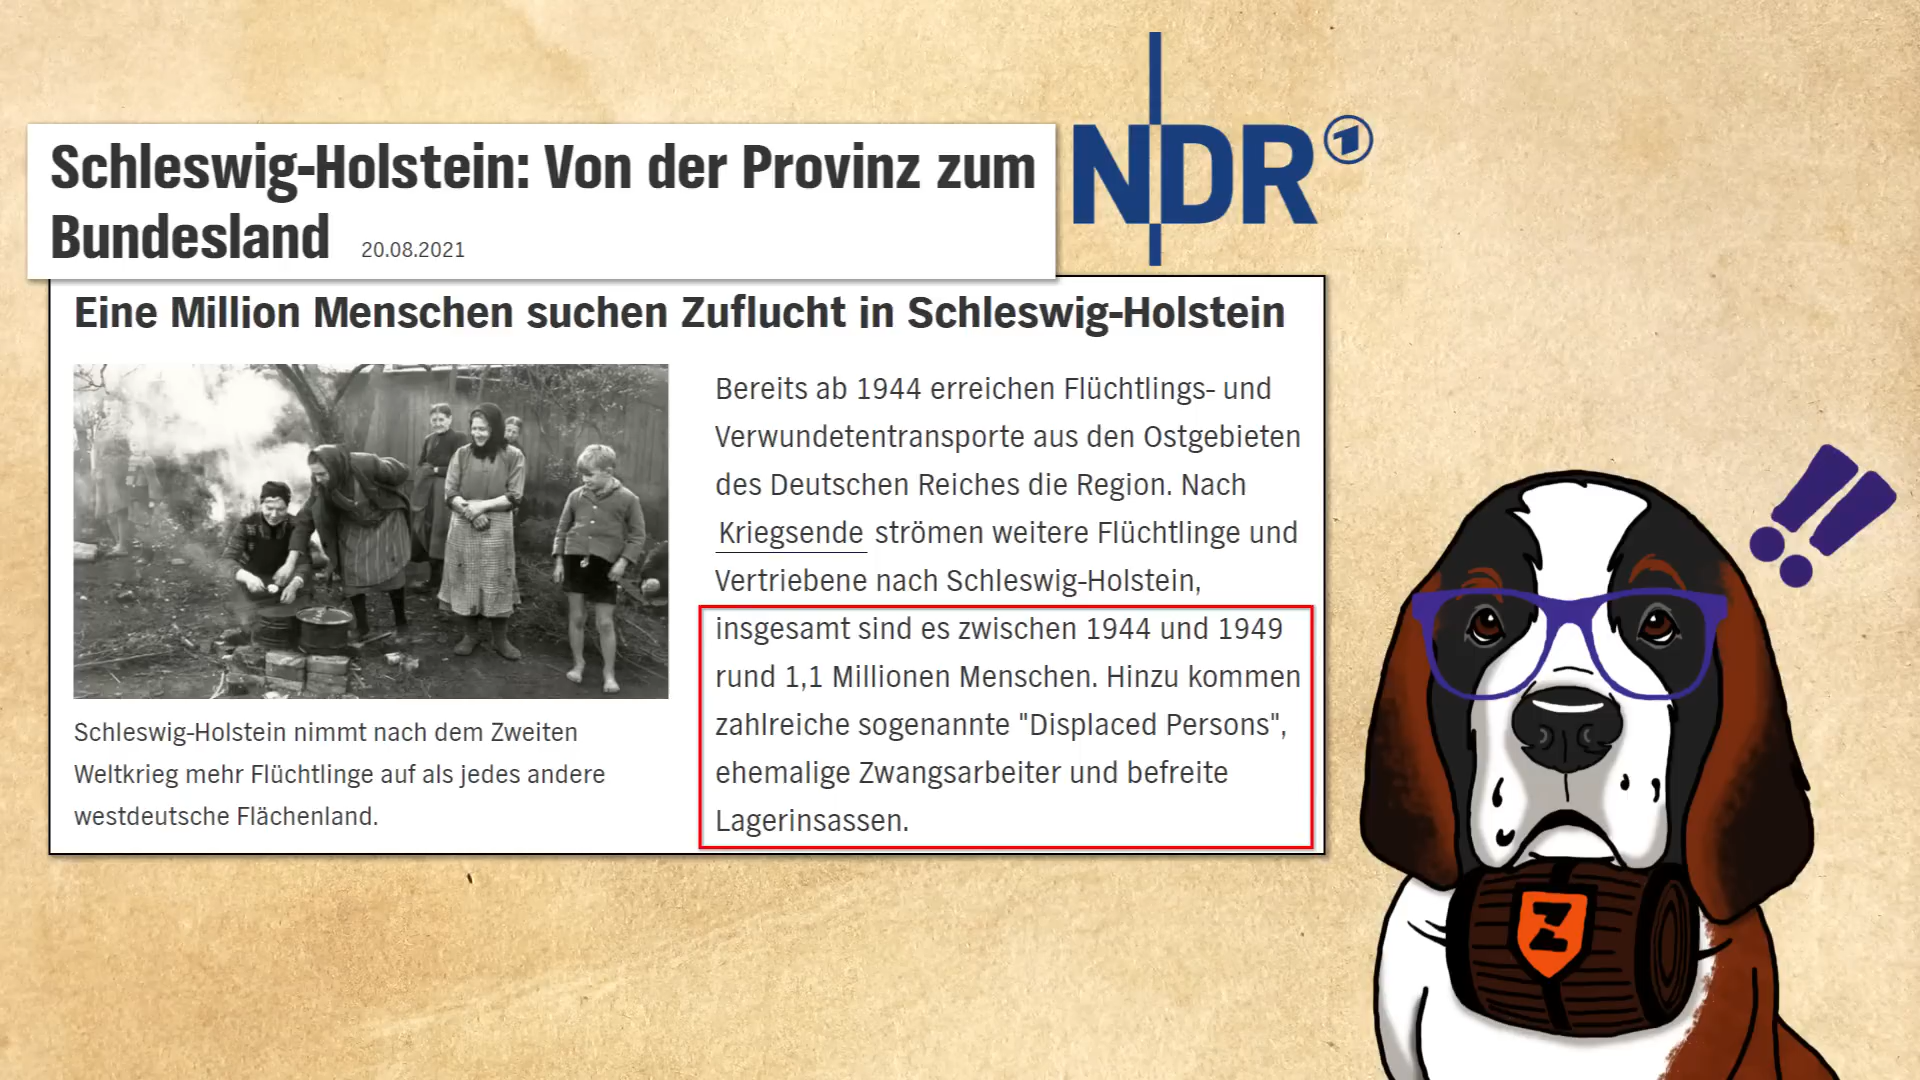 Schleswig-Holstein: Von der Provinz zum
Bundesland 20.08.2021
NDR
Eine Million Menschen suchen Zuflucht in Schleswig-Holstein
Bereits ab 1944 erreichen Flüchtlings- und
Verwundetentransporte aus den Ostgebieten
des Deutschen Reiches die Region. Nach
Kriegsende strömen weitere Flüchtlinge und
Vertriebene nach Schleswig-Holstein,
insgesamt sind es zwischen 1944 und 1949
rund 1,1 Millionen Menschen. Hinzu kommen
zahlreiche sogenannte "Displaced Persons",
ehemalige Zwangsarbeiter und befreite
Lagerinsassen.
Schleswig-Holstein nimmt nach dem Zweiten
Weltkrieg mehr Flüchtlinge auf als jedes andere
westdeutsche Flächenland.
!!
Z